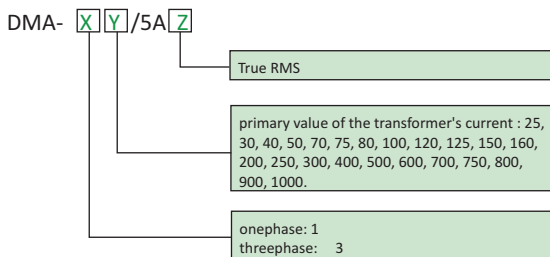 DMA- X Y /5A Z
True RMS
primary value of the transformer's current : 25,
30, 40, 50, 70, 75, 80, 100, 120, 125, 150, 160,
200, 250, 300, 400, 500, 600, 700, 750, 800,
900, 1000.
onephase: 1
threephase: 3